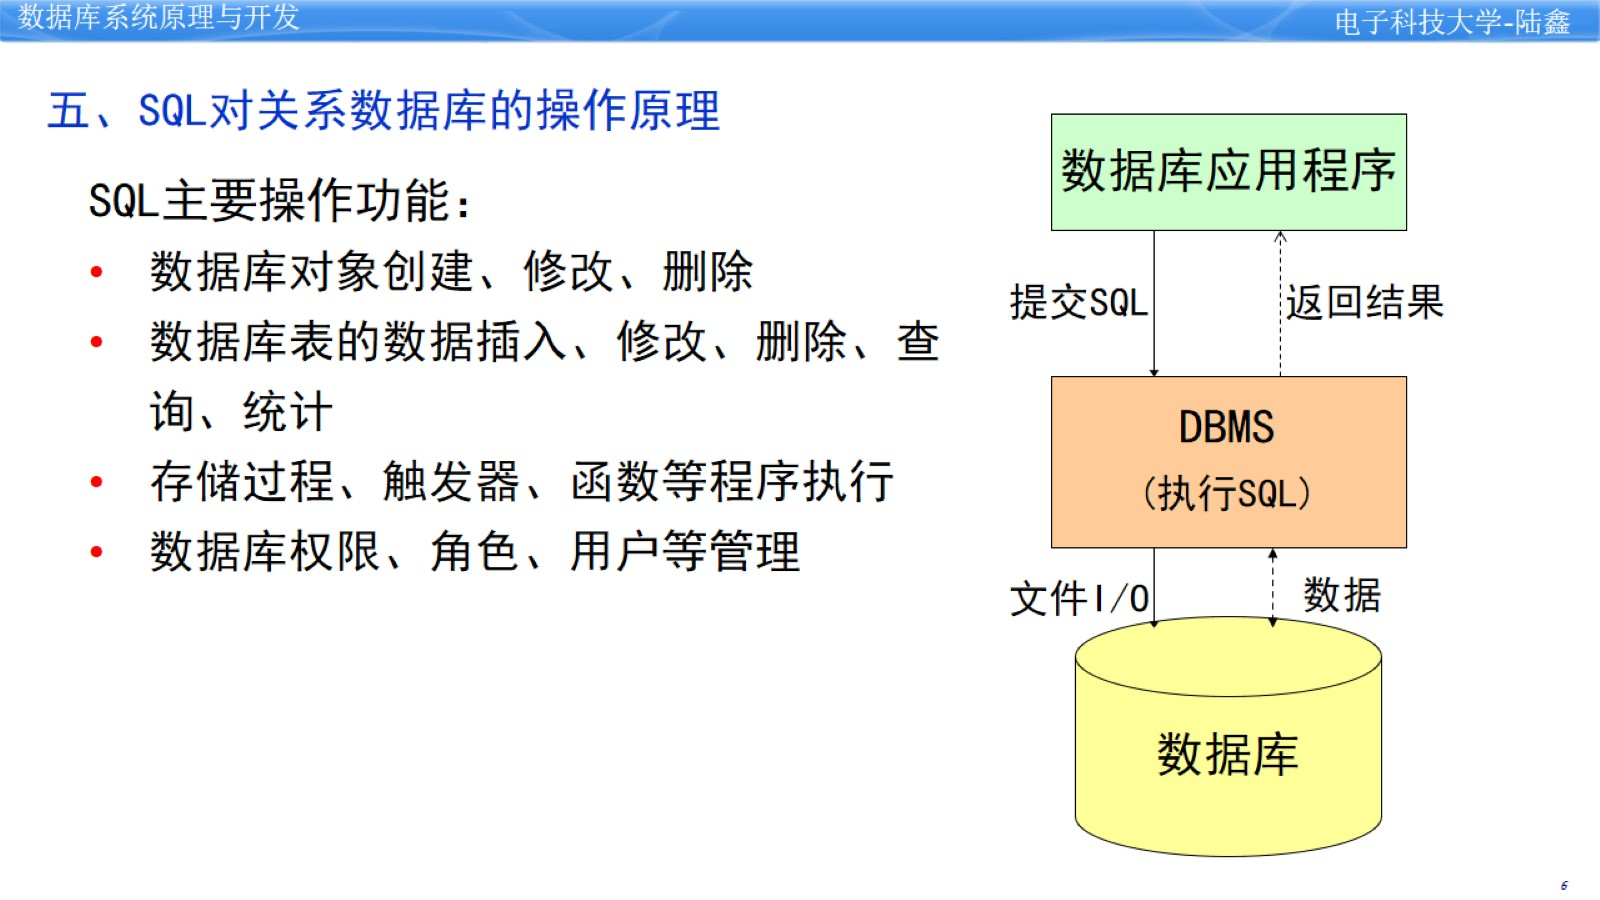 数据库系统原理与开发
电子科技大学-陆鑫
五、SQL对关系数据库的操作原理
SQL主要操作功能：
• 数据库对象创建、修改、删除
• 数据库表的数据插入、修改、删除、查
询、统计
• 存储过程、触发器、函数等程序执行
• 数据库权限、角色、用户等管理
数据库应用程序
提交SQL
返回结果
DBMS
(执行SQL)
文件I/O
数据
数据库
6